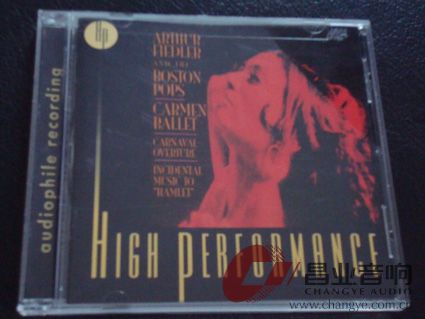 hp
audiophile recording
ARTHUR
FIEDLER
AND THE
BOSTON
POPS
CARMEN
BALLET
CARNAVAL
OVERTURE
INCIDENTAL
MUSIC TO
"HAMLET"
HIGH PERFORMANCE
昌业音响
CHANGYE AUDIO
www.changye.com.cn